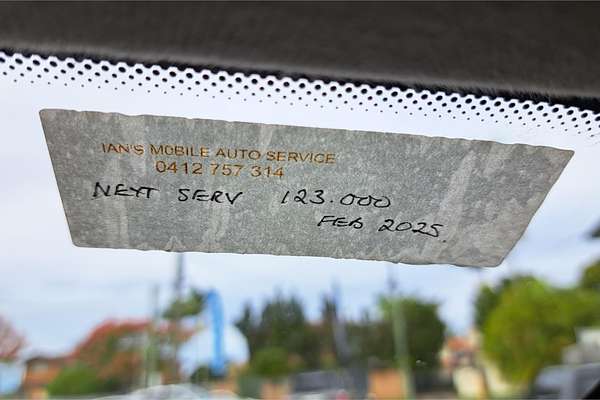 IAN'S MOBILE AUTO SERVICE
0412 757 314
NEXT SERV 123.000
FEB 2025.